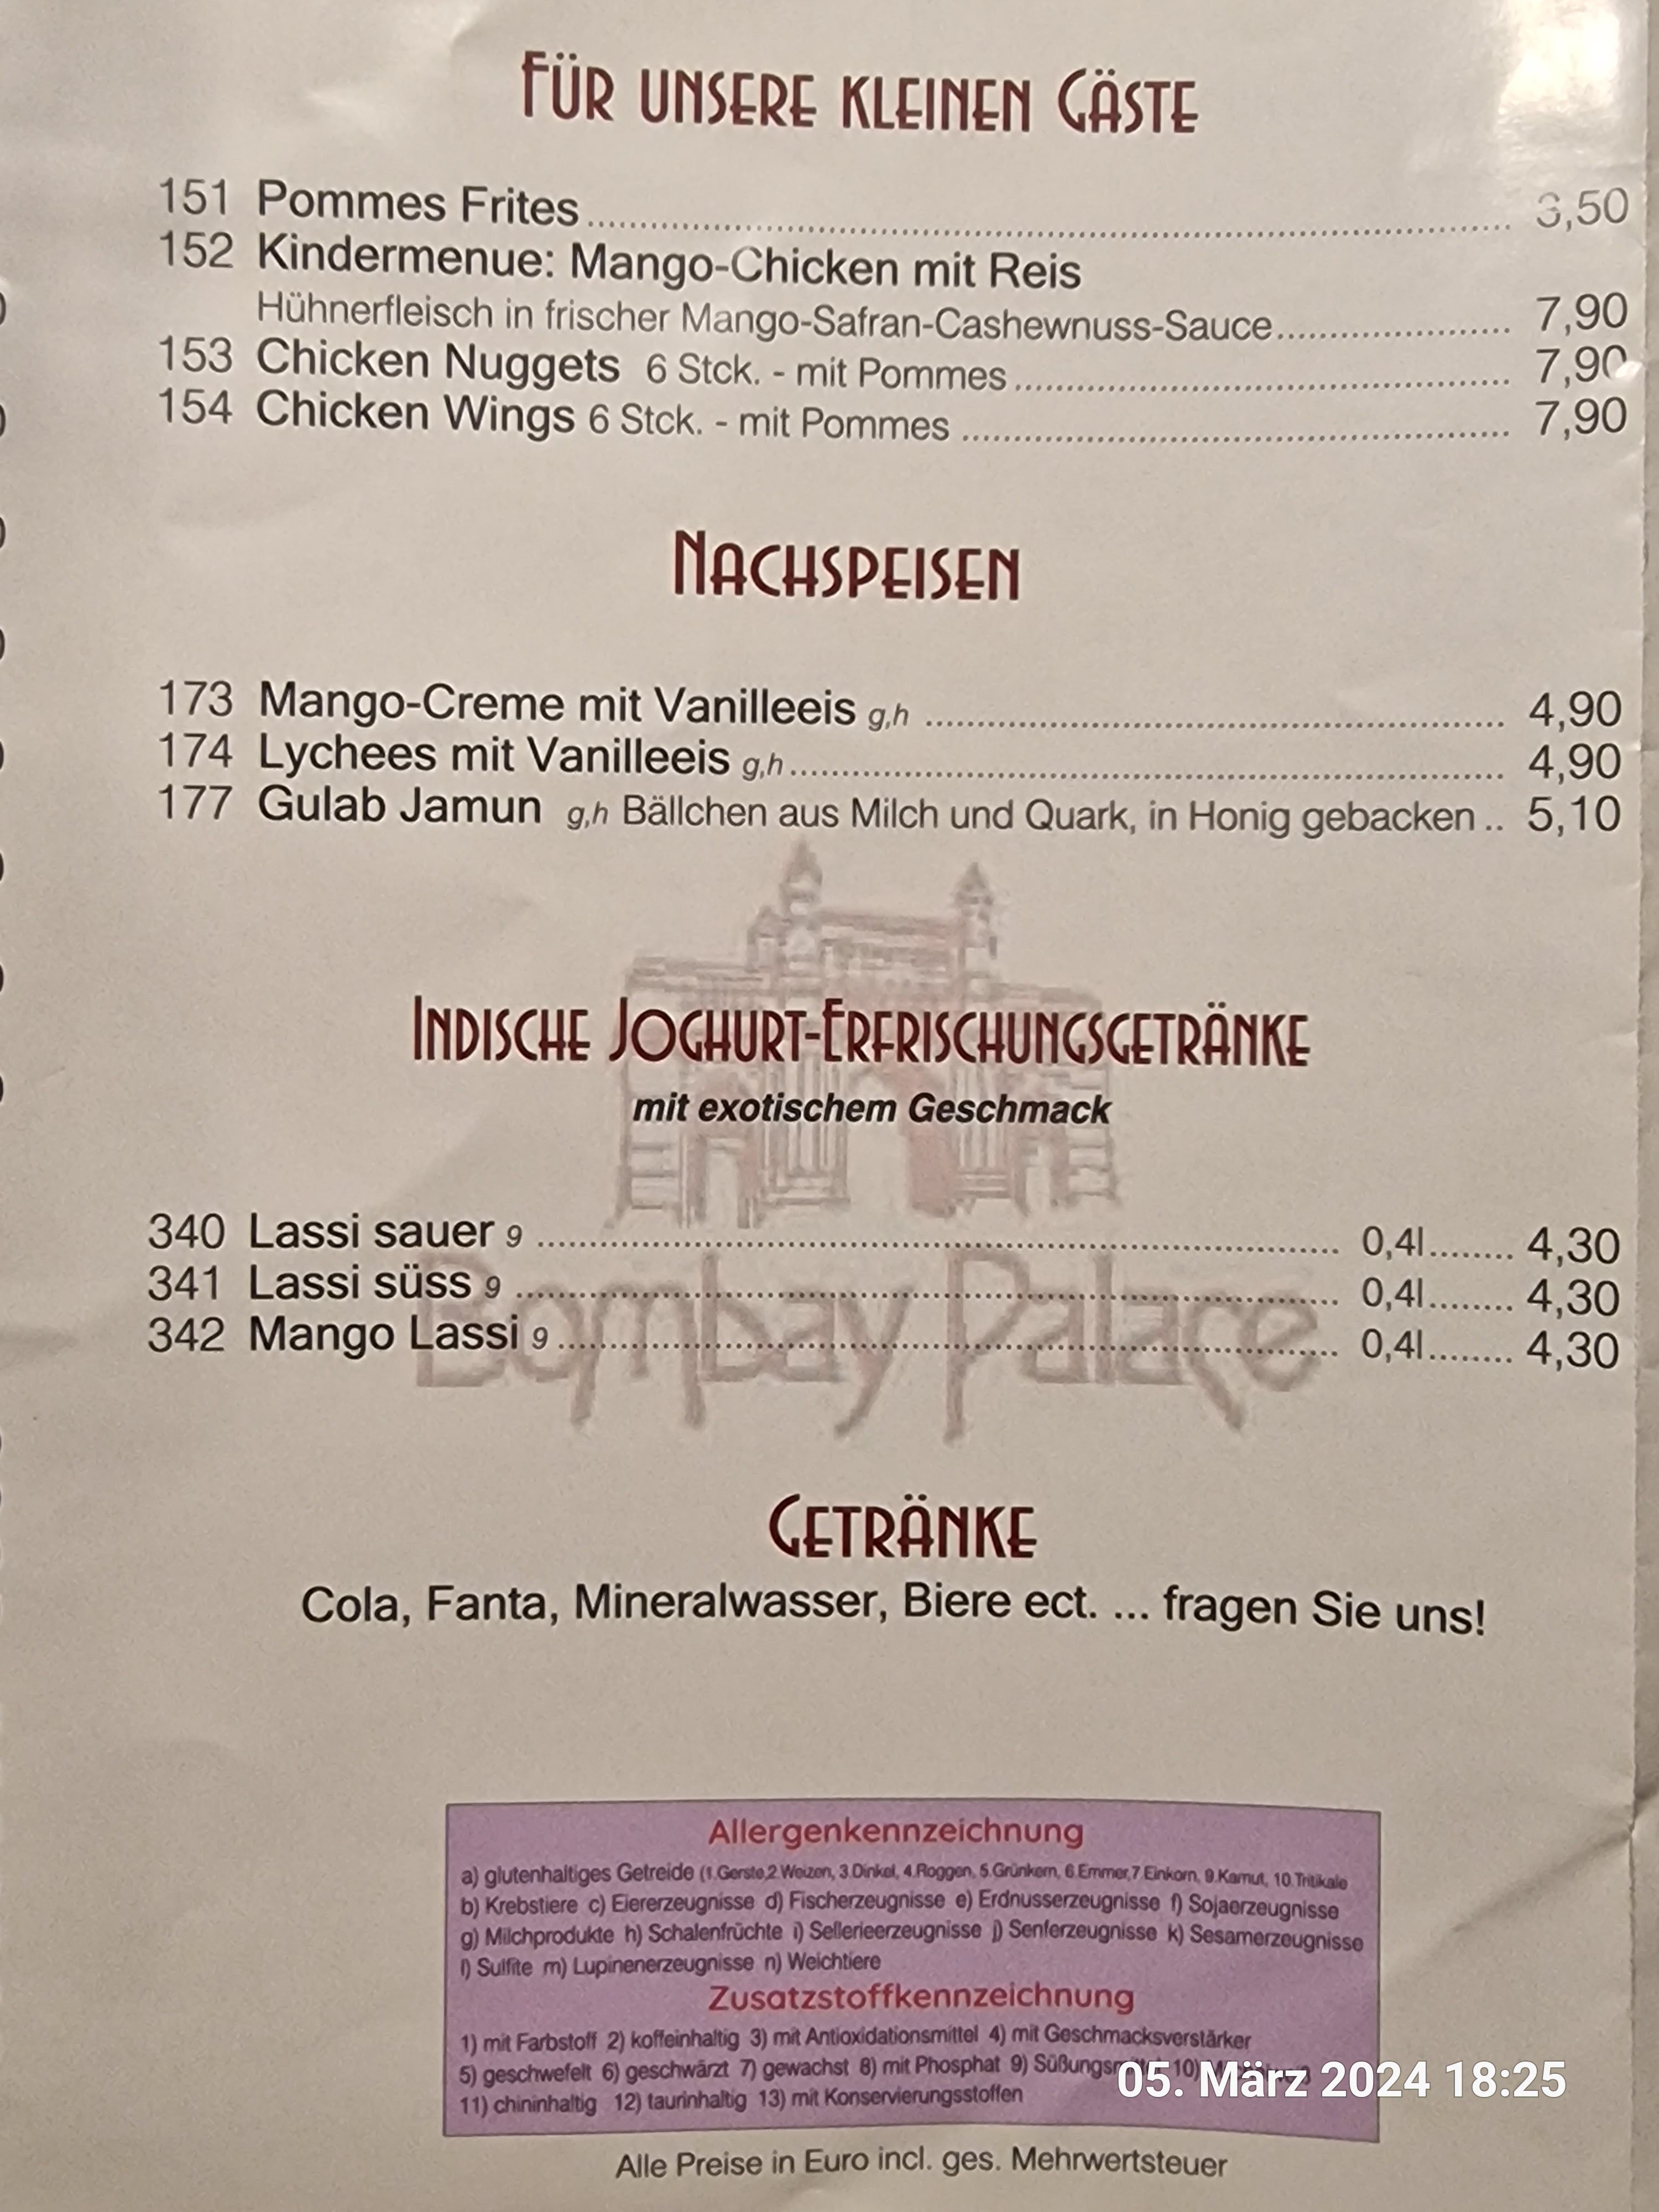 FÜR UNSERE KLEINEN GÄSTE
151 Pommes Frites 3,50
152 Kindermenue: Mango-Chicken mit Reis
Hühnerfleisch in frischer Mango-Safran-Cashewnuss-Sauce 7,90
153 Chicken Nuggets 6 Stck. - mit Pommes 7,90
154 Chicken Wings 6 Stck. - mit Pommes 7,90
NACHSPEISEN
173 Mango-Creme mit Vanilleeis g,h 4,90
174 Lychees mit Vanilleeis g,h 4,90
177 Gulab Jamun g,h Bällchen aus Milch und Quark, in Honig gebacken .. 5,10
INDISCHE JOGHURT-ERFRISCHUNGSGETRÄNKE
mit exotischem Geschmack
340 Lassi sauer 9 0,4l 4,30
341 Lassi süss 9 0,4l 4,30
342 Mango Lassi 9 0,4l 4,30
Bombay Palace
GETRÄNKE
Cola, Fanta, Mineralwasser, Biere ect. ... fragen Sie uns!
Allergenkennzeichnung
a) glutenhaltiges Getreide (1.Gerste,2.Weizen, 3.Dinkel, 4.Roggen, 5.Grünkern, 6.Emmer,7.Einkorn, 9.Kamut, 10.Tritikale
b) Krebstiere c) Eiererzeugnisse d) Fischerzeugnisse e) Erdnusserzeugnisse f) Sojaerzeugnisse
g) Milchprodukte h) Schalenfrüchte i) Sellerieerzeugnisse j) Senferzeugnisse k) Sesamerzeugnisse
l) Sulfite m) Lupinenerzeugnisse n) Weichtiere
Zusatzstoffkennzeichnung
1) mit Farbstoff 2) koffeinhaltig 3) mit Antioxidationsmittel 4) mit Geschmacksverstärker
5) geschwefelt 6) geschwärzt 7) gewachst 8) mit Phosphat 9) 10)
11) chininhaltig 12) taurinhaltig 13) mit Konservierungsstoffen
05. März 2024 18:25
Alle Preise in Euro incl. ges. Mehrwertsteuer